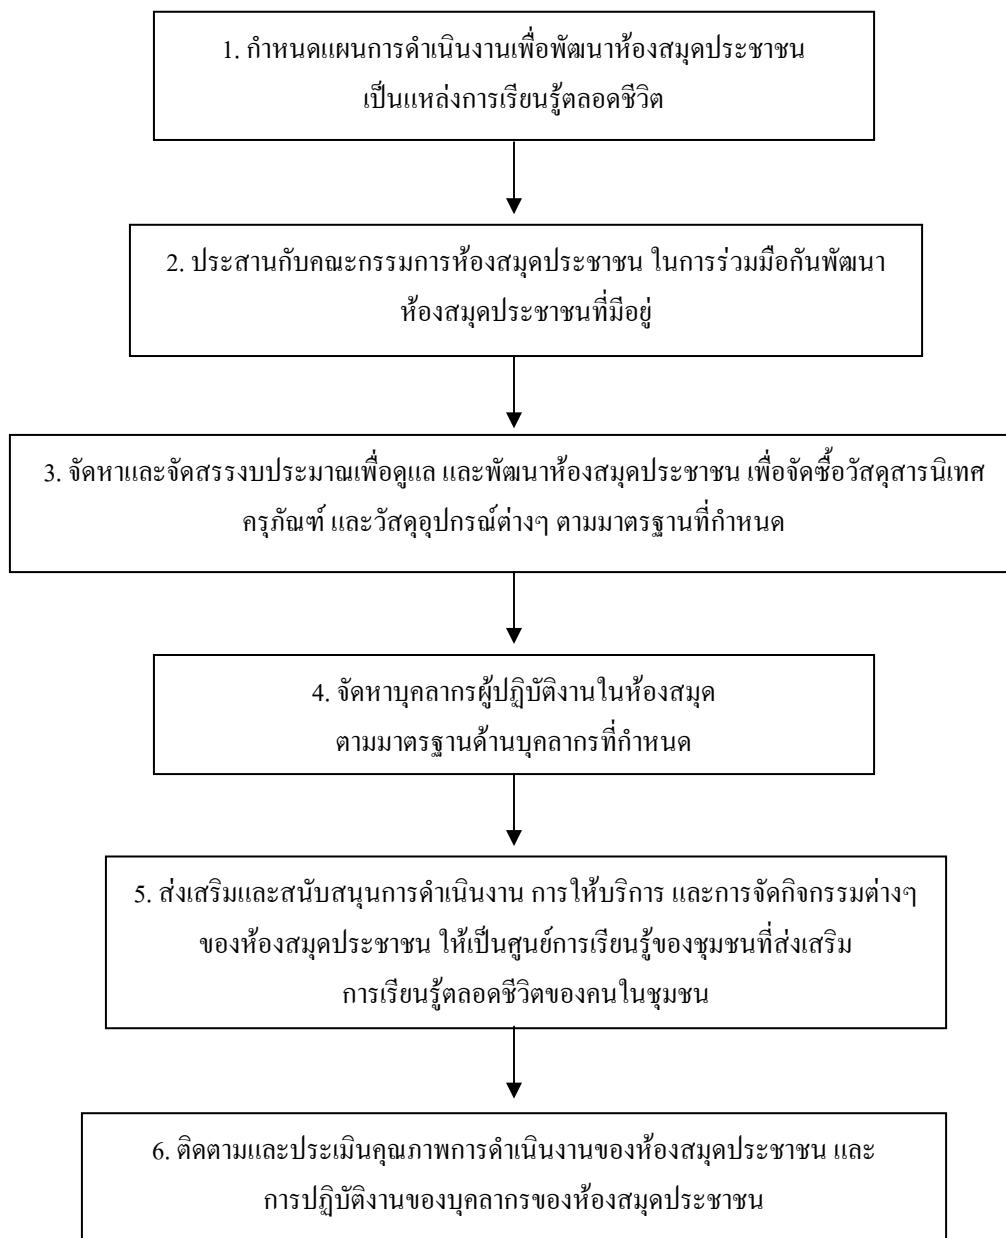 1. กำหนดแผนการดำเนินงานเพื่อพัฒนาห้องสมุดประชาชน
เป็นแหล่งการเรียนรู้ตลอดชีวิต
2. ประสานกับคณะกรรมการห้องสมุดประชาชน ในการร่วมมือกันพัฒนา
ห้องสมุดประชาชนที่มีอยู่
3. จัดหาและจัดสรรงบประมาณเพื่อดูแล และพัฒนาห้องสมุดประชาชน เพื่อจัดซื้อวัสดุสารนิเทศ
ครุภัณฑ์ และวัสดุอุปกรณ์ต่างๆ ตามมาตรฐานที่กำหนด
4. จัดหาบุคลากรผู้ปฏิบัติงานในห้องสมุด
ตามมาตรฐานด้านบุคลากรที่กำหนด
5. ส่งเสริมและสนับสนุนการดำเนินงาน การให้บริการ และการจัดกิจกรรมต่างๆ
ของห้องสมุดประชาชน ให้เป็นศูนย์การเรียนรู้ของชุมชนที่ส่งเสริม
การเรียนรู้ตลอดชีวิตของคนในชุมชน
6. ติดตามและประเมินคุณภาพการดำเนินงานของห้องสมุดประชาชน และ
การปฏิบัติงานของบุคลากรของห้องสมุดประชาชน